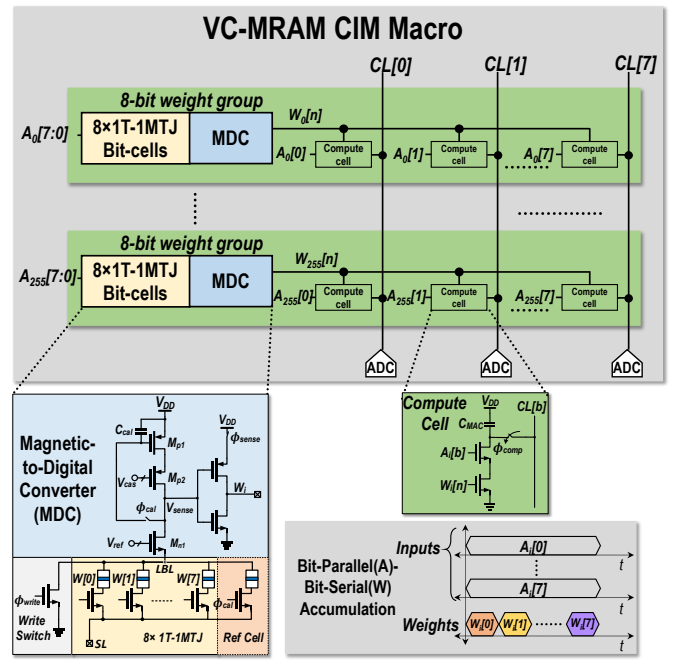 VC-MRAM CIM Macro
CL[0] CL[1] CL[7]
8-bit weight group
A0[7:0]
8×1T-1MTJ
Bit-cells
MDC
W0[n]
A0[0]
Compute
cell
A0[1]
Compute
cell
A0[7]
Compute
cell
8-bit weight group
A255[7:0]
8×1T-1MTJ
Bit-cells
MDC
W255[n]
A255[0]
Compute
cell
A255[1]
Compute
cell
A255[7]
Compute
cell
ADC ADC ADC
Magnetic-
to-Digital
Converter
(MDC)
VDD
Ccal
Mp1
Vcas
Mp2
ϕcal
Vsense
Vref
Mn1
VDD
ϕsense
Wi
LBL
ϕwrite
Write
Switch
W[0] W[1] W[7]
ϕcal
SL
8× 1T-1MTJ
Ref Cell
Compute
Cell
VDD
CMAC
CL[b]
Ai[b]
ϕcomp
Wi[n]
Bit-Parallel(A)-
Bit-Serial(W)
Accumulation
Inputs
Ai[0]
t
Ai[7]
t
Weights
Wi[0] Wi[1] Wi[7]
t